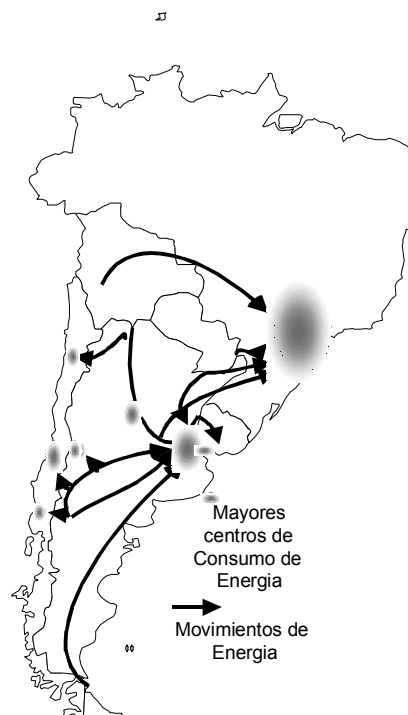 Mayores
centros de
Consumo de
Energia
Movimientos de
Energia